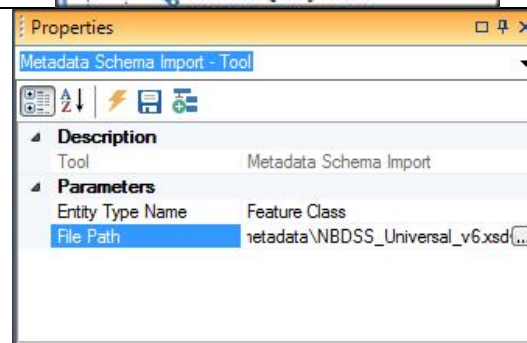 Properties
Metadata Schema Import - Tool
Description
Tool Metadata Schema Import
Parameters
Entity Type Name Feature Class
File Path netadata\NBDSS_Universal_v6.xsd ...